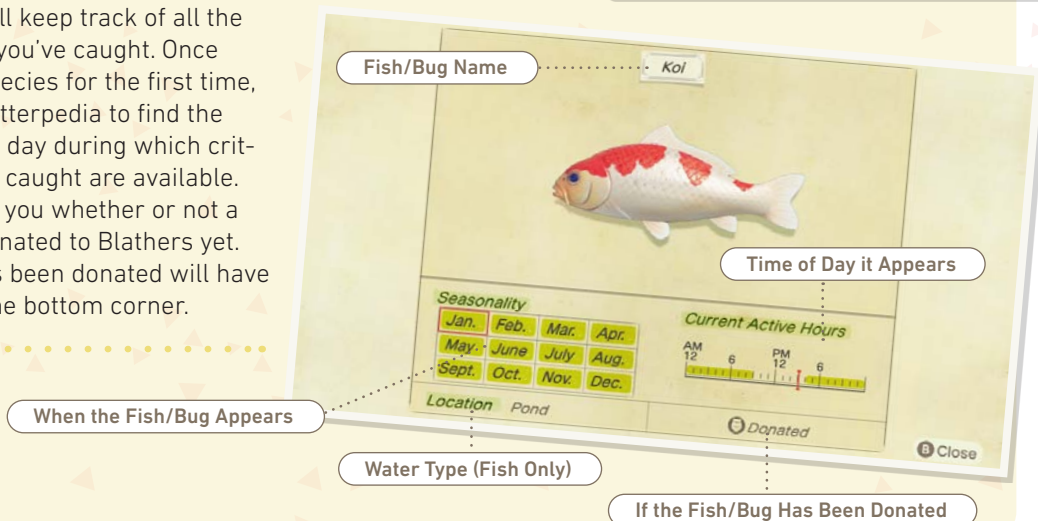 ll keep track of all the
you've caught. Once
ecies for the first time,
tterpedia to find the
day during which crit-
caught are available.
you whether or not a
nated to Blathers yet.
s been donated will have
ne bottom corner.
Fish/Bug Name
Koi
Time of Day it Appears
Seasonality
Jan. Feb. Mar. Apr.
May. June July Aug.
Sept. Oct. Nov. Dec.
Current Active Hours
AM PM
12 6 12 6
When the Fish/Bug Appears
Location Pond
Donated
B Close
Water Type (Fish Only)
If the Fish/Bug Has Been Donated